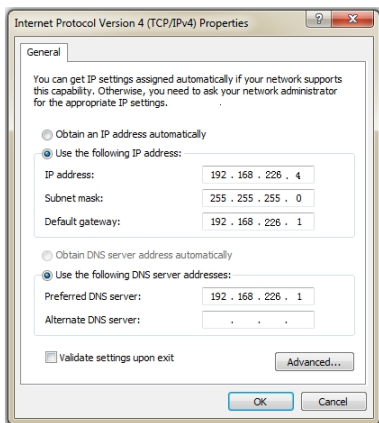 Internet Protocol Version 4 (TCP/IPv4) Properties
General
You can get IP settings assigned automatically if your network supports
this capability. Otherwise, you need to ask your network administrator
for the appropriate IP settings.
Obtain an IP address automatically
Use the following IP address:
IP address: 192 . 168 . 226 . 4
Subnet mask: 255 . 255 . 255 . 0
Default gateway: 192 . 168 . 226 . 1
Obtain DNS server address automatically
Use the following DNS server addresses:
Preferred DNS server: 192 . 168 . 226 . 1
Alternate DNS server: . . .
Validate settings upon exit
Advanced...
OK Cancel